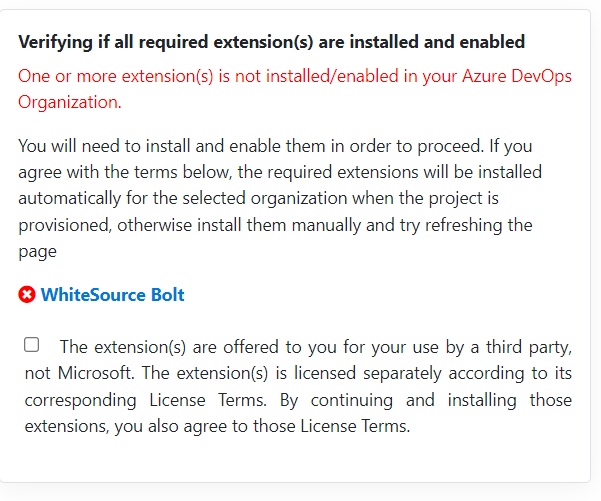 Verifying if all required extension(s) are installed and enabled
One or more extension(s) is not installed/enabled in your Azure DevOps
Organization.
You will need to install and enable them in order to proceed. If you
agree with the terms below, the required extensions will be installed
automatically for the selected organization when the project is
provisioned, otherwise install them manually and try refreshing the
page
WhiteSource Bolt
The extension(s) are offered to you for your use by a third party,
not Microsoft. The extension(s) is licensed separately according to its
corresponding License Terms. By continuing and installing those
extensions, you also agree to those License Terms.